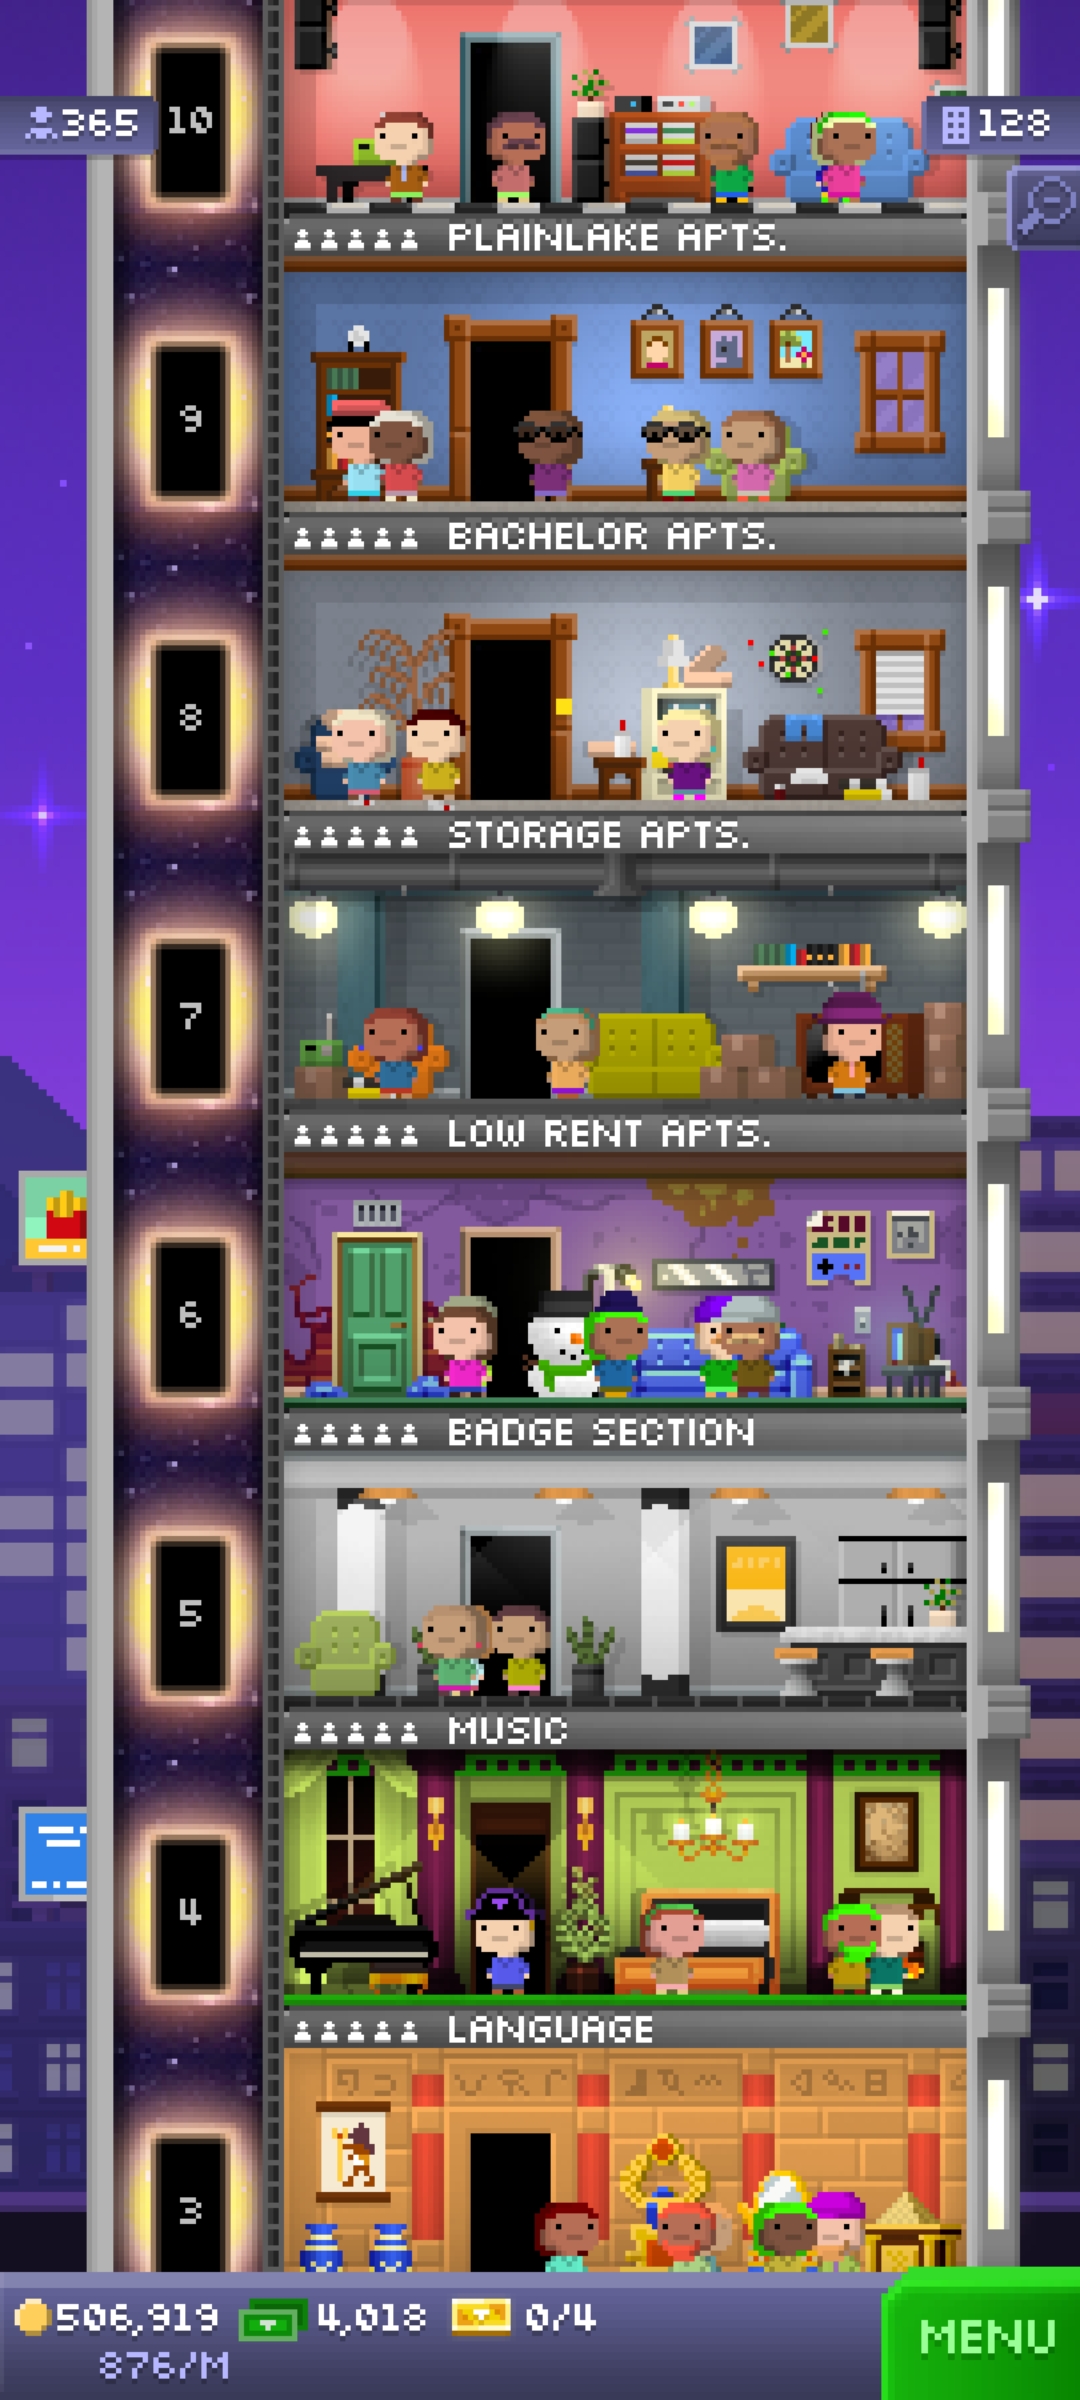 10
365
128
PLAINLAKE APTS.
9
BACHELOR APTS.
8
STORAGE APTS.
7
LOW RENT APTS.
6
BADGE SECTION
5
MUSIC
4
LANGUAGE
3
506,919 4,018 0/4
876/M
MENU